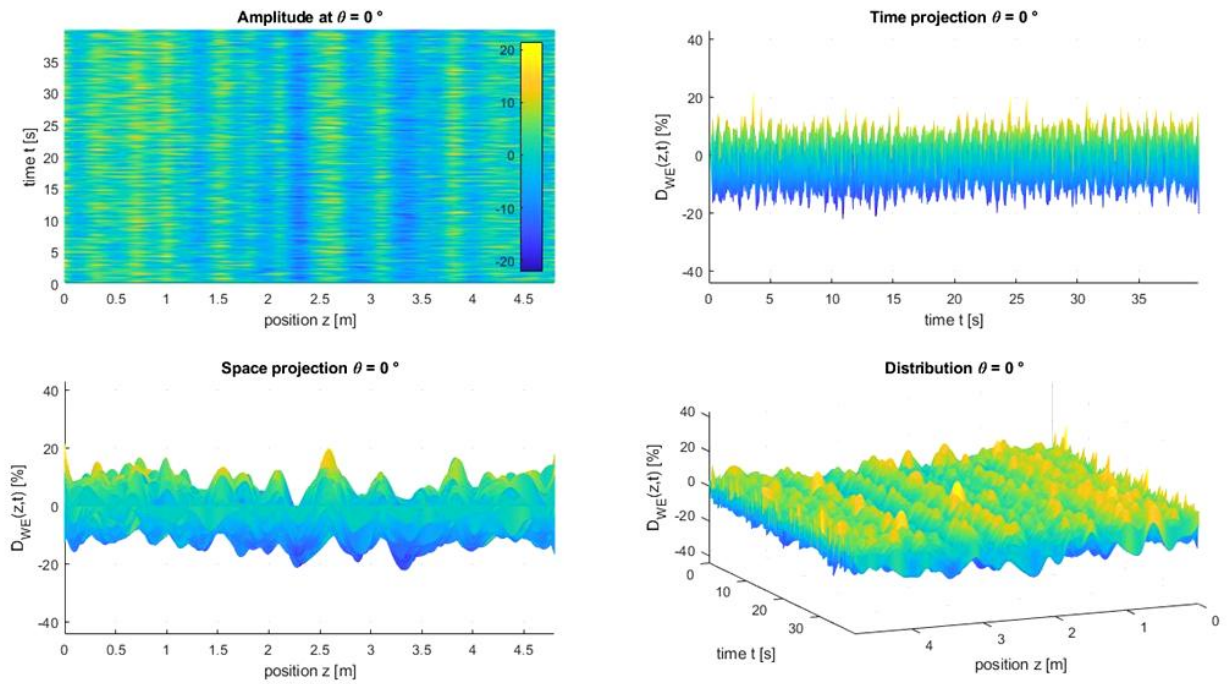 Amplitude at θ = 0 °
20
10
0
-10
-20
time t [s]
35
30
25
20
15
10
5
0
0 0.5 1 1.5 2 2.5 3 3.5 4 4.5
position z [m]
Time projection θ = 0 °
D_WE(z,t) [%]
40
20
0
-20
-40
0 5 10 15 20 25 30 35
time t [s]
Space projection θ = 0 °
D_WE(z,t) [%]
40
20
0
-20
-40
0 0.5 1 1.5 2 2.5 3 3.5 4 4.5
position z [m]
Distribution θ = 0 °
D_WE(z,t) [%]
40
20
0
-20
-40
0
10
20
30
time t [s]
4 3 2 1 0
position z [m]